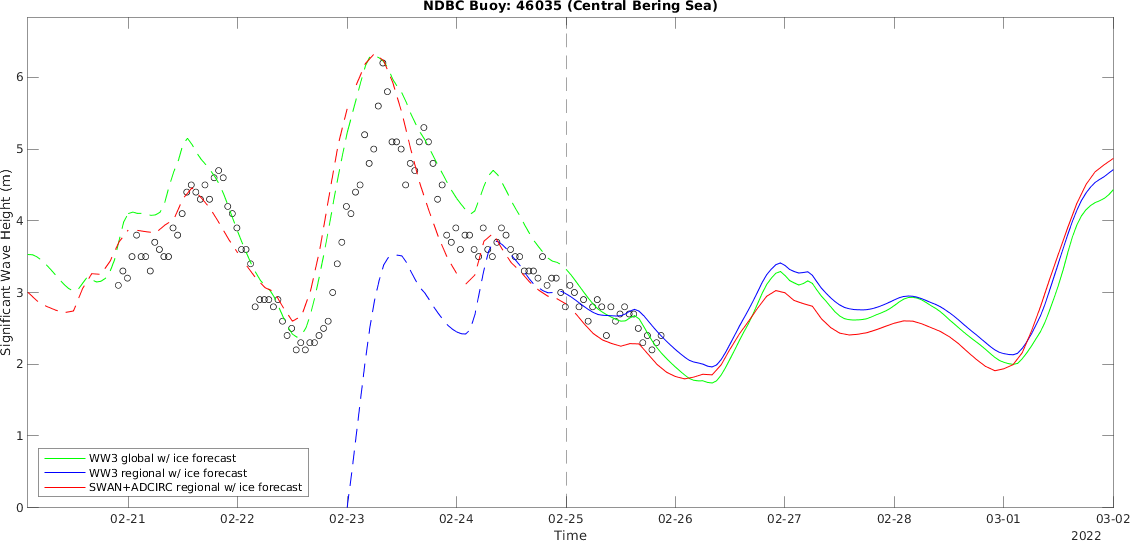 NDBC Buoy: 46035 (Central Bering Sea)
Significant Wave Height (m)
6
5
4
3
2
1
0
WW3 global w/ ice forecast
WW3 regional w/ ice forecast
SWAN+ADCIRC regional w/ ice forecast
02-21 02-22 02-23 02-24 02-25 02-26 02-27 02-28 03-01 03-02
Time
2022